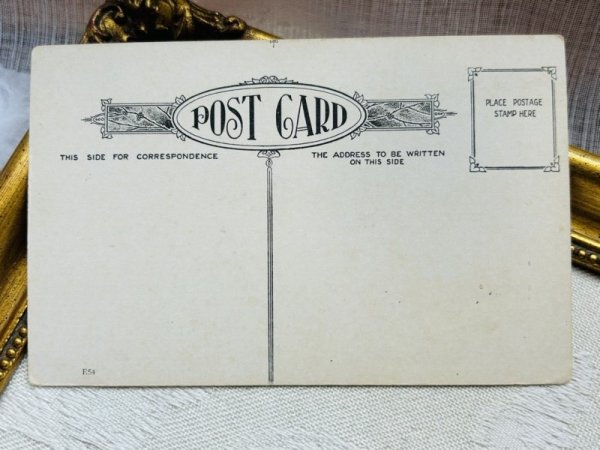 POST CARD
PLACE POSTAGE
STAMP HERE
THIS SIDE FOR CORRESPONDENCE
THE ADDRESS TO BE WRITTEN
ON THIS SIDE
E54